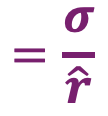 = σ / r̂